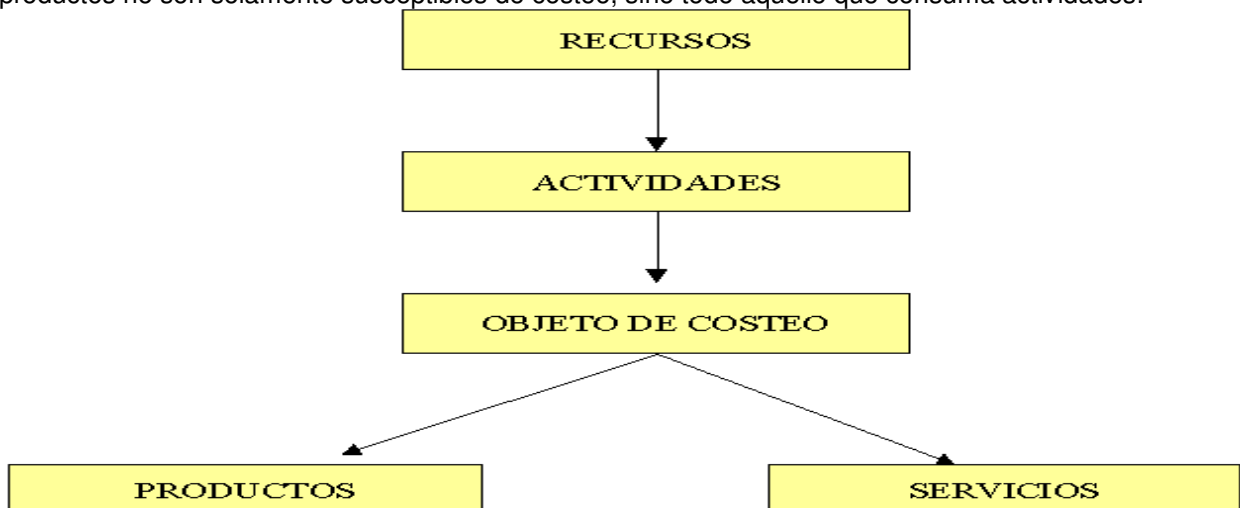 productos no son solamente susceptibles de costeo, sino todo aquello que consuma actividades.
RECURSOS
ACTIVIDADES
OBJETO DE COSTEO
PRODUCTOS
SERVICIOS